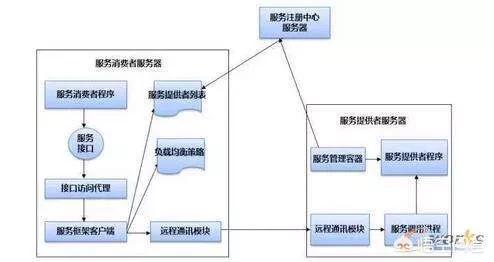 服务注册中心
服务器
服务消费者服务器
服务消费者程序
服务提供者列表
服务
接口
负载均衡策略
接口访问代理
服务框架客户端
远程通讯模块
服务提供者服务器
服务管理容器
服务提供者程序
远程通讯模块
服务调用进程
悟空问答